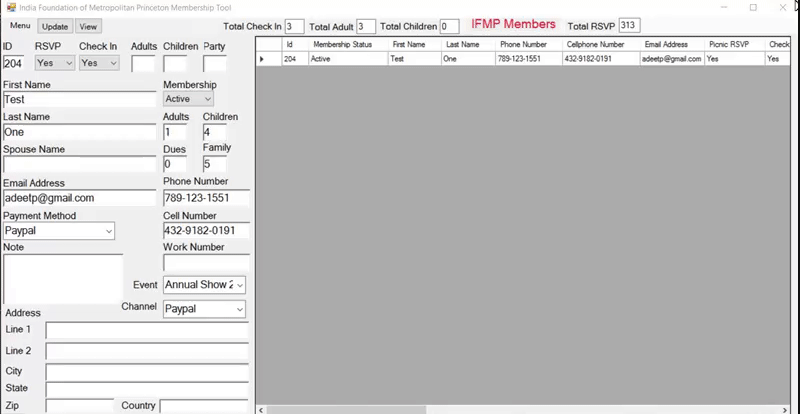 India Foundation of Metropolitan Princeton Membership Tool
Menu Update View Total Check In 3 Total Adult 3 Total Children 0 IFMP Members Total RSVP 313
ID RSVP Check In Adults Children Party
204 Yes Yes
Id Membership Status First Name Last Name Phone Number Cellphone Number Email Address Picnic RSVP Check
204 Active Test One 789-123-1551 432-9182-0191 adeetp@gmail.com Yes Yes
First Name Membership
Test Active
Last Name Adults Children
One 1 4
Spouse Name Dues Family
0 5
Email Address Phone Number
adeetp@gmail.com 789-123-1551
Payment Method Cell Number
Paypal 432-9182-0191
Note Work Number
Event Annual Show 2
Channel Paypal
Address
Line 1
Line 2
City
State
Zip Country